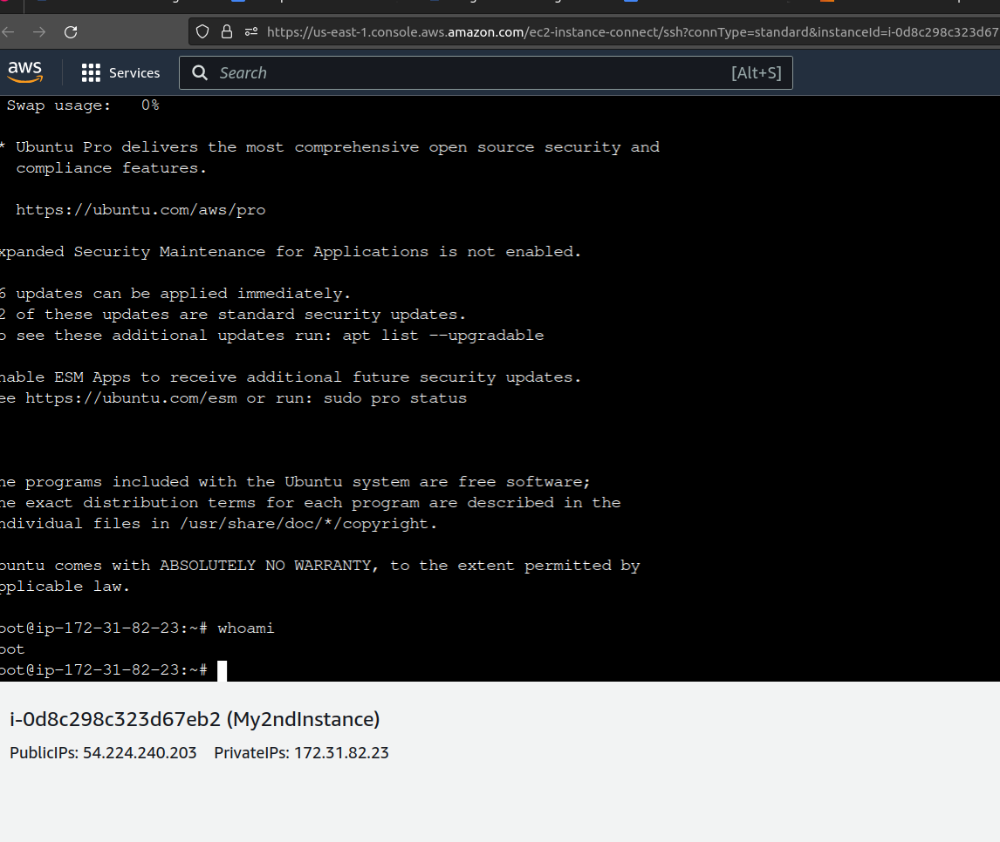 https://us-east-1.console.aws.amazon.com/ec2-instance-connect/ssh?connType=standard&instanceId=i-0d8c298c323d67
aws Services Search [Alt+S]
Swap usage: 0%
* Ubuntu Pro delivers the most comprehensive open source security and
compliance features.
https://ubuntu.com/aws/pro
xpanded Security Maintenance for Applications is not enabled.
6 updates can be applied immediately.
2 of these updates are standard security updates.
o see these additional updates run: apt list --upgradable
nable ESM Apps to receive additional future security updates.
ee https://ubuntu.com/esm or run: sudo pro status
he programs included with the Ubuntu system are free software;
he exact distribution terms for each program are described in the
ndividual files in /usr/share/doc/*/copyright.
buntu comes with ABSOLUTELY NO WARRANTY, to the extent permitted by
pplicable law.
oot@ip-172-31-82-23:~# whoami
oot
oot@ip-172-31-82-23:~#
i-0d8c298c323d67eb2 (My2ndInstance)
PublicIPs: 54.224.240.203 PrivateIPs: 172.31.82.23